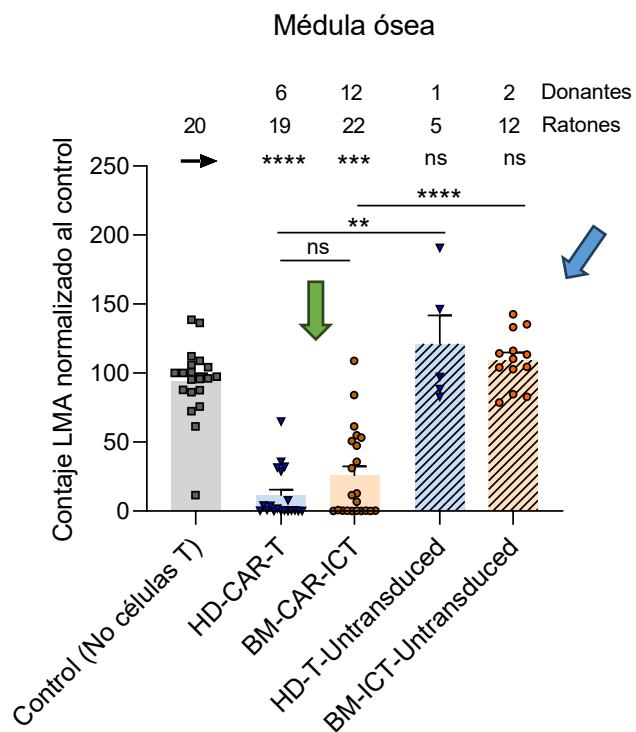 Médula ósea
6 12 1 2 Donantes
20 19 22 5 12 Ratones
**** *** ns ns
****
**
ns
Contaje LMA normalizado al control
250
200
150
100
50
0
Control (No células T)
HD-CAR-T
BM-CAR-ICT
HD-T-Untransduced
BM-ICT-Untransduced